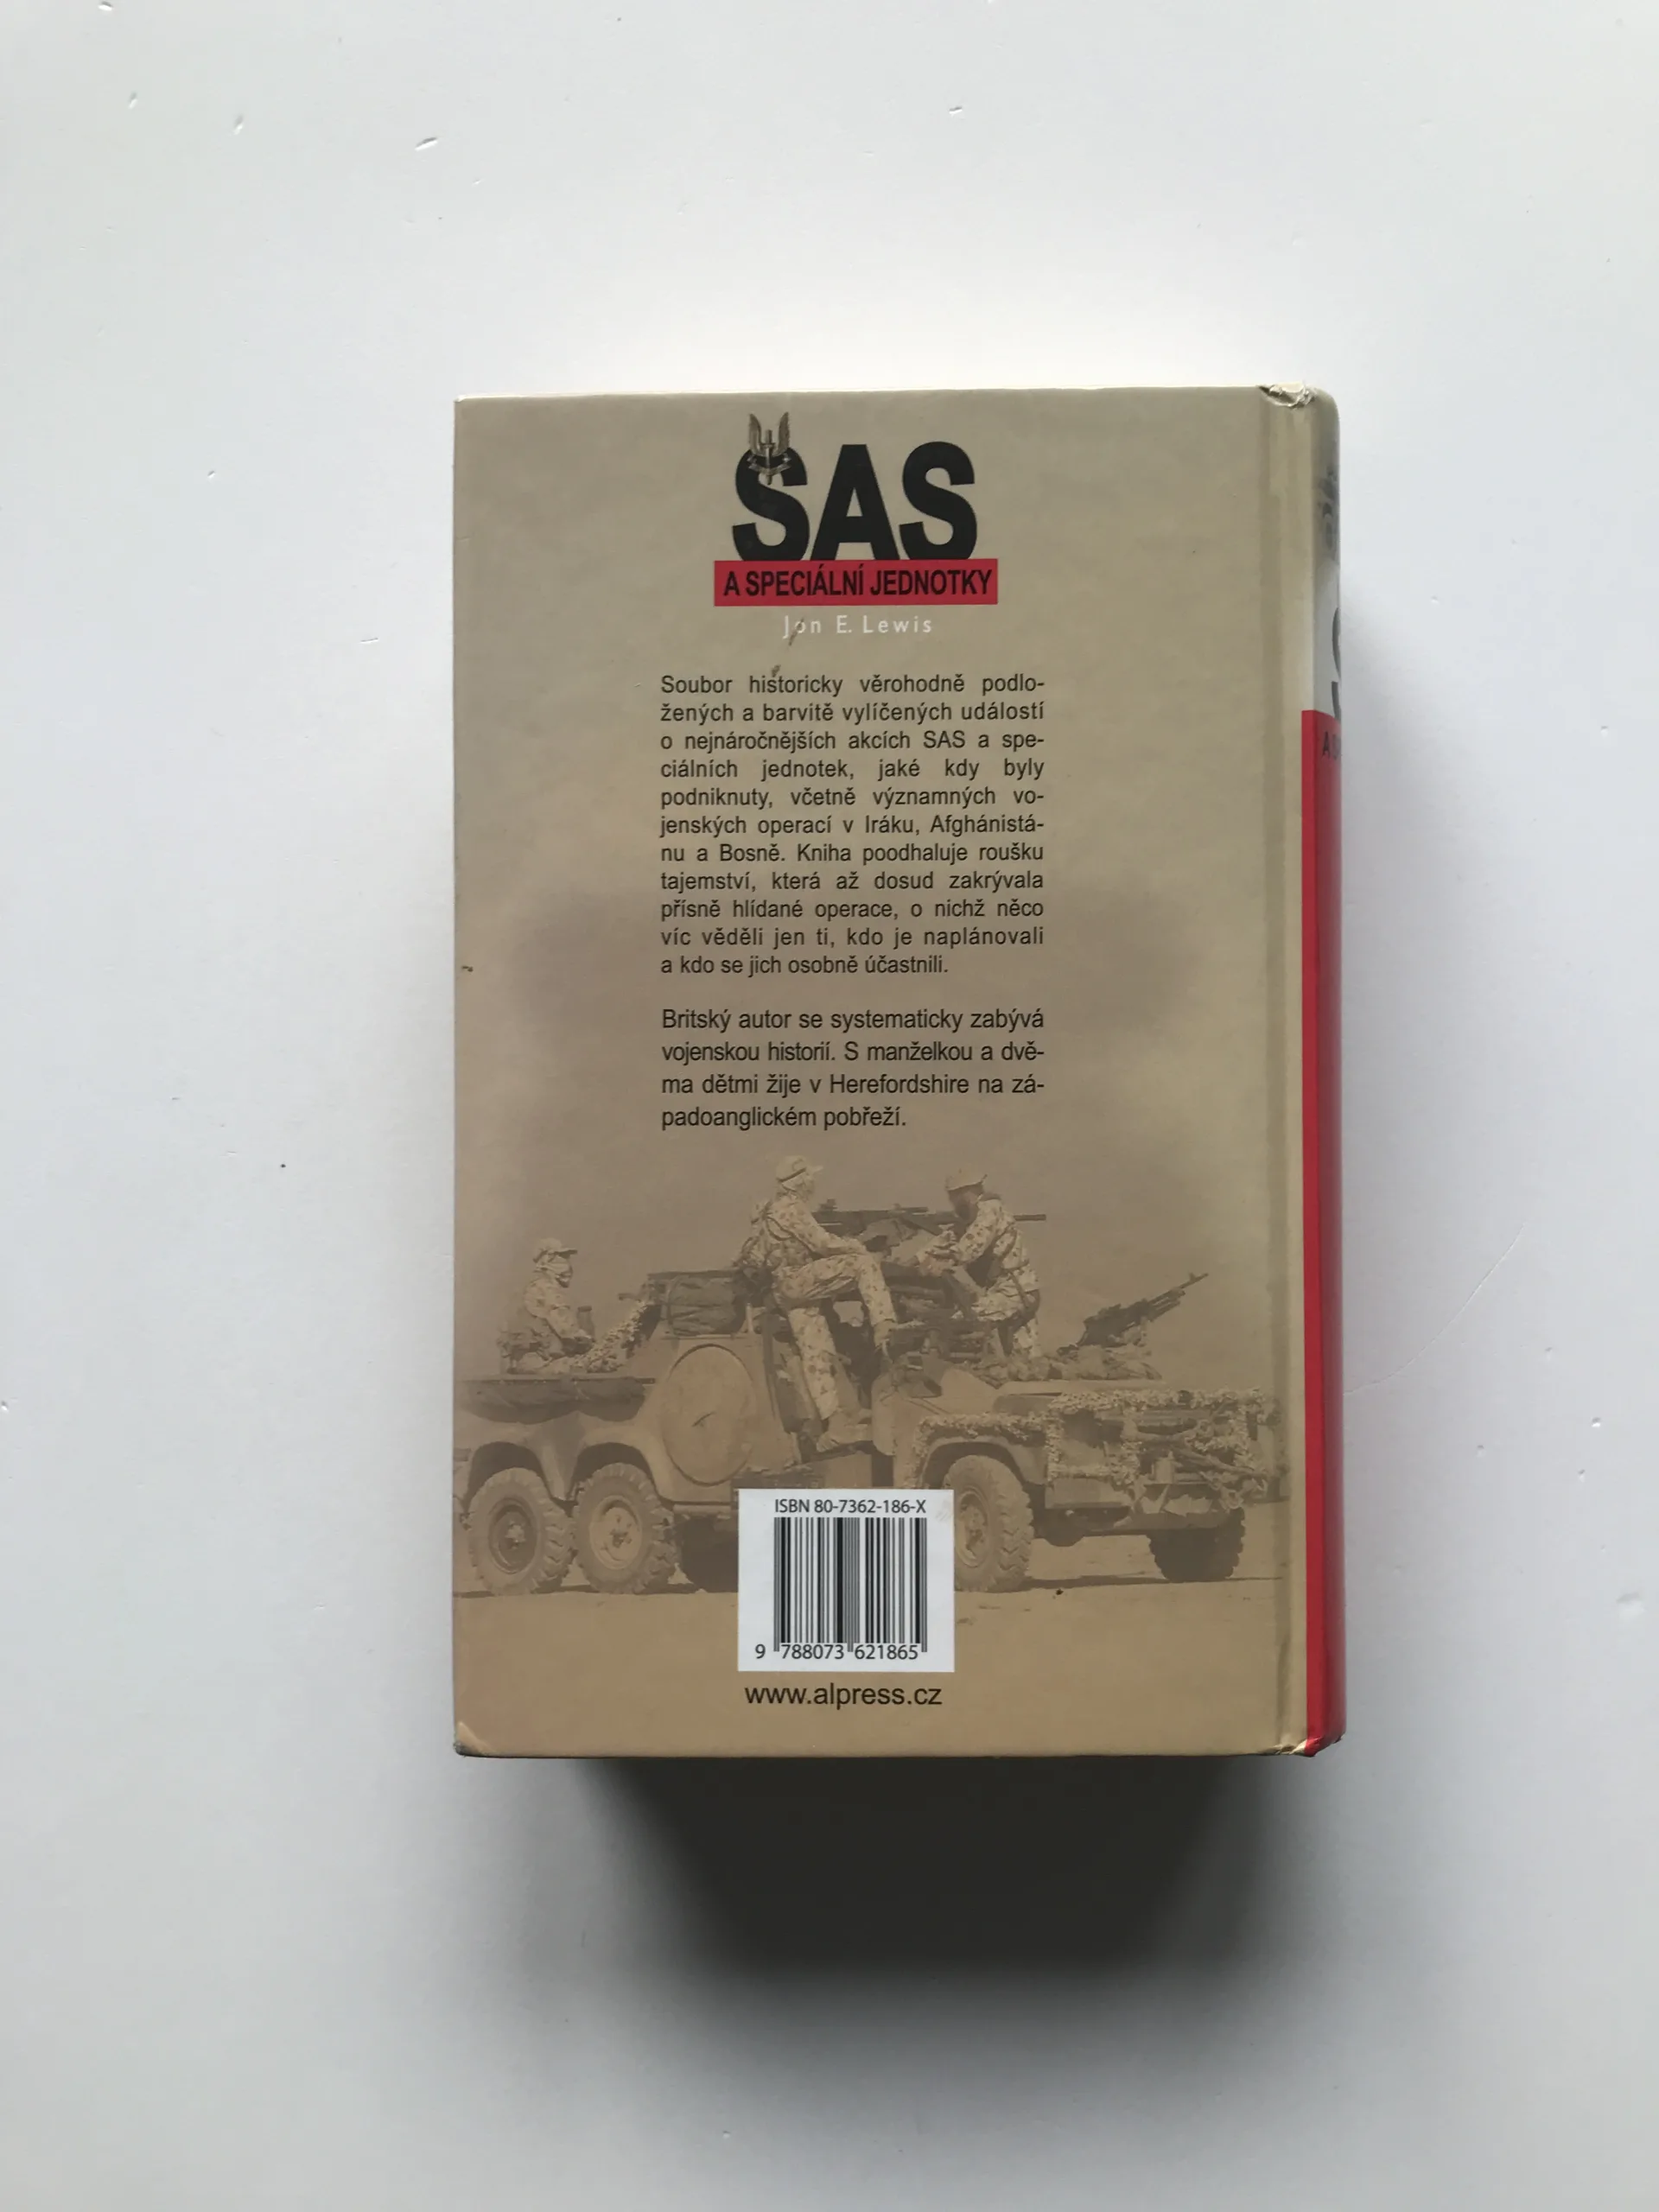 SAS
A SPECIÁLNÍ JEDNOTKY
Jon E. Lewis
Soubor historicky věrohodně podlo-
žených a barvitě vylíčených událostí
o nejnáročnějších akcích SAS a spe-
ciálních jednotek, jaké kdy byly
podniknuty, včetně významných vo-
jenských operací v Iráku, Afghánistá-
nu a Bosně. Kniha poodhaluje roušku
tajemství, která až dosud zakrývala
přísně hlídané operace, o nichž něco
víc věděli jen ti, kdo je naplánovali
a kdo se jich osobně účastnili.
Britský autor se systematicky zabývá
vojenskou historií. S manželkou a dvě-
ma dětmi žije v Herefordshire na zá-
padoanglickém pobřeží.
ISBN 80-7362-186-X
9 788073 621865
www.alpress.cz